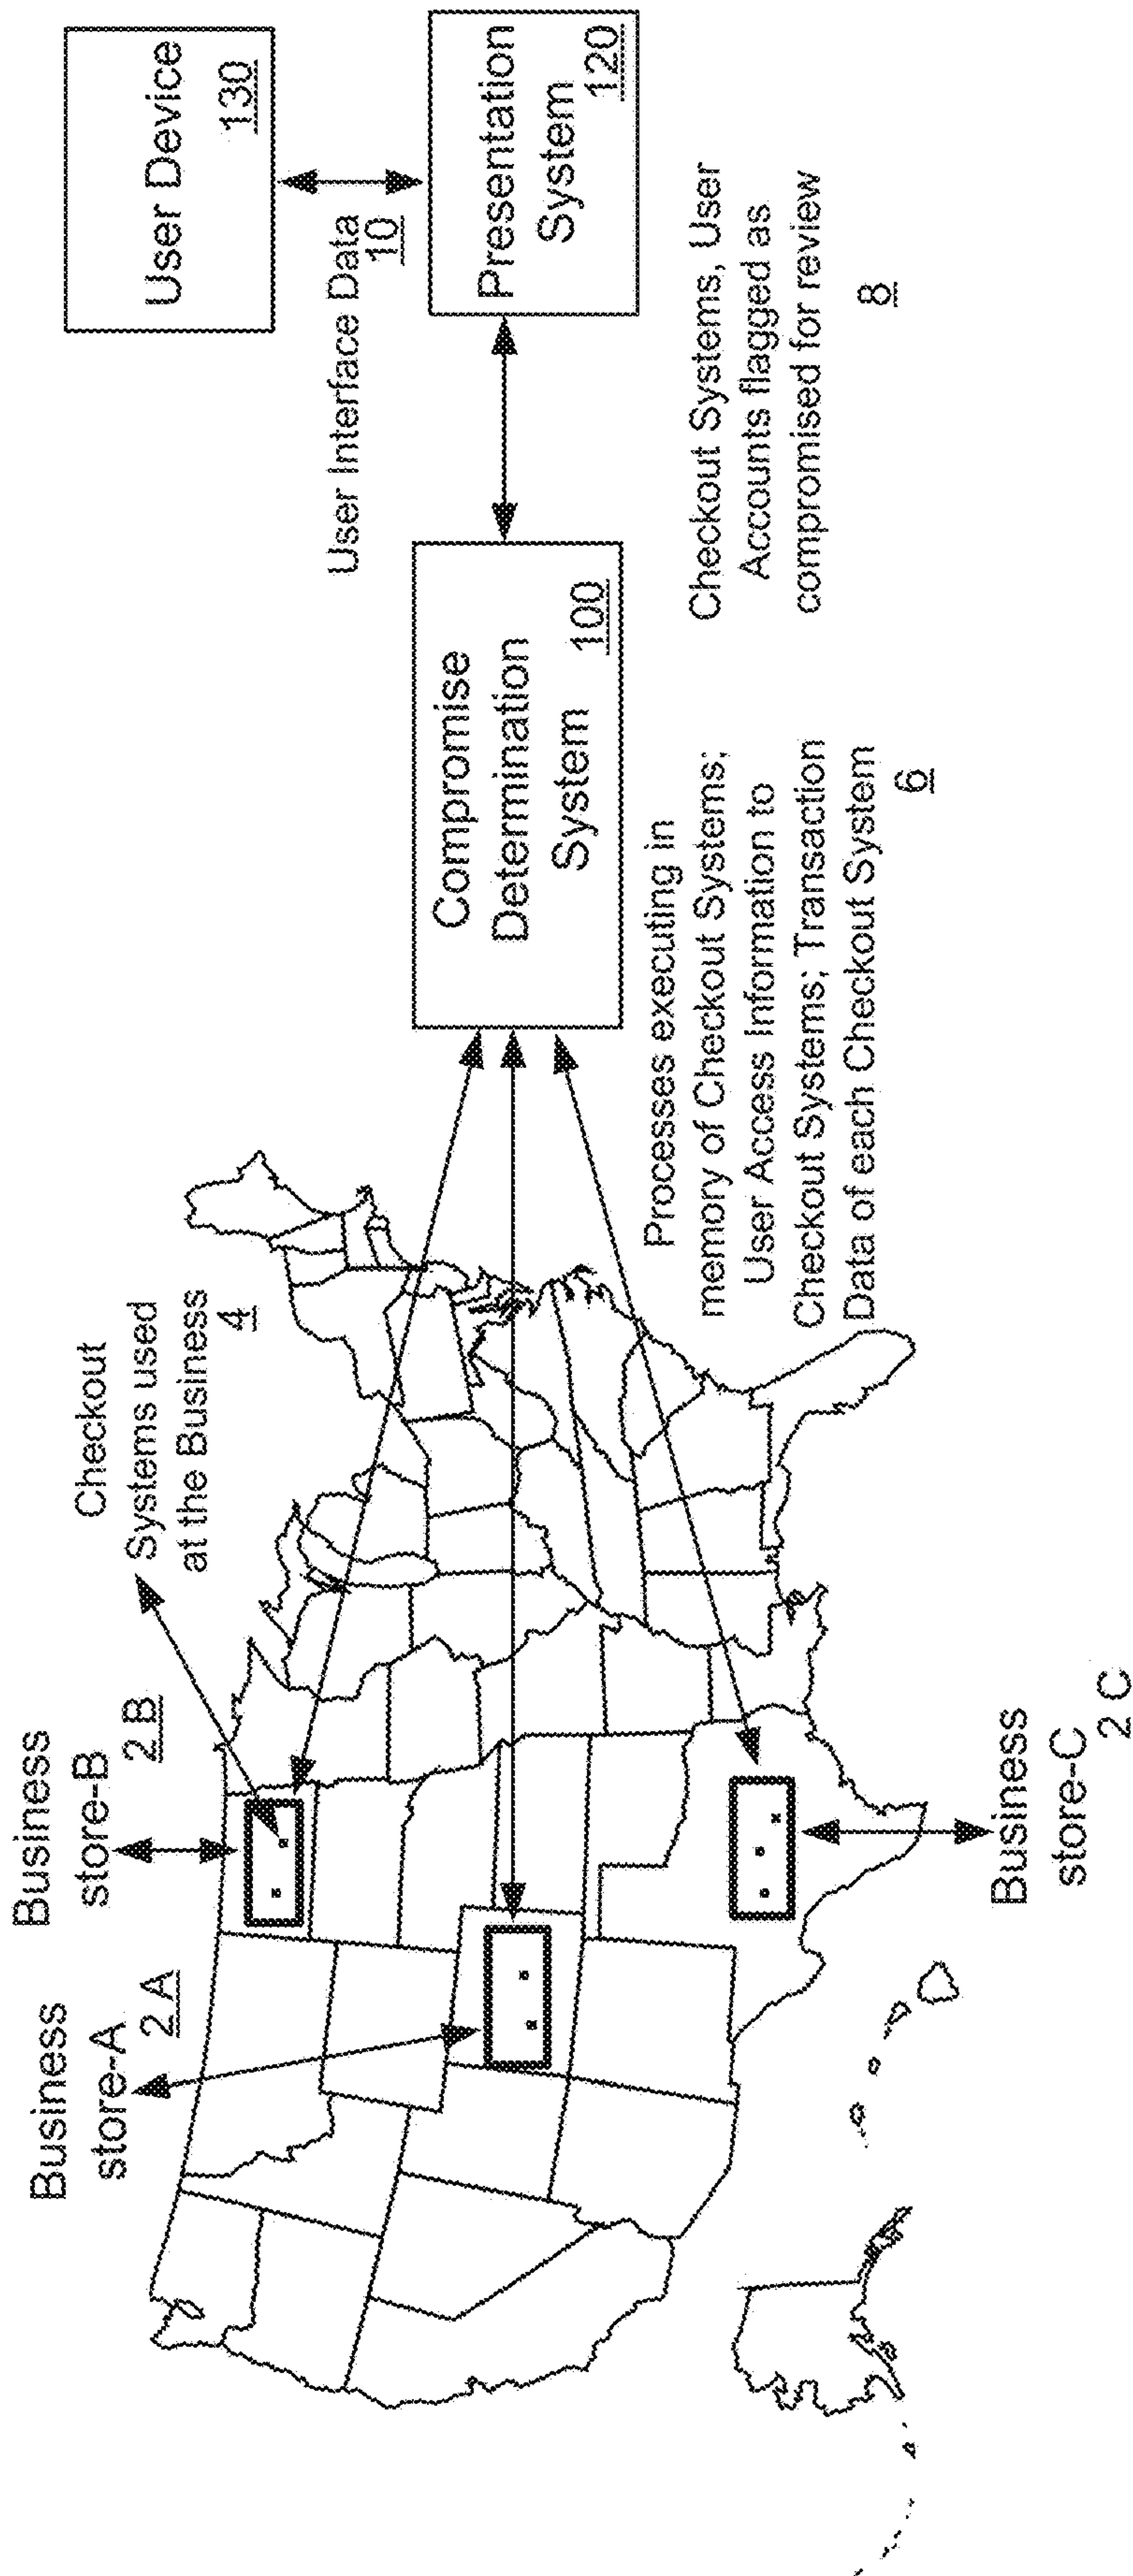 Business
store-A
2 A
Business
store-B
2 B
Checkout
Systems used
at the Business
4
Business
store-C
2 C
Compromise
Determination
System 100
Processes executing in
memory of Checkout Systems;
User Access Information to
Checkout Systems; Transaction
Data of each Checkout System
6
User Interface Data
10
User Device
130
Presentation
System
120
Checkout Systems, User
Accounts flagged as
compromised for review
8